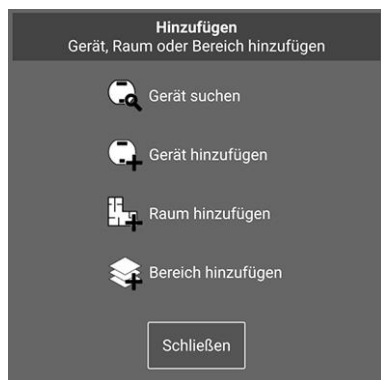 Hinzufügen
Gerät, Raum oder Bereich hinzufügen
Gerät suchen
Gerät hinzufügen
Raum hinzufügen
Bereich hinzufügen
Schließen